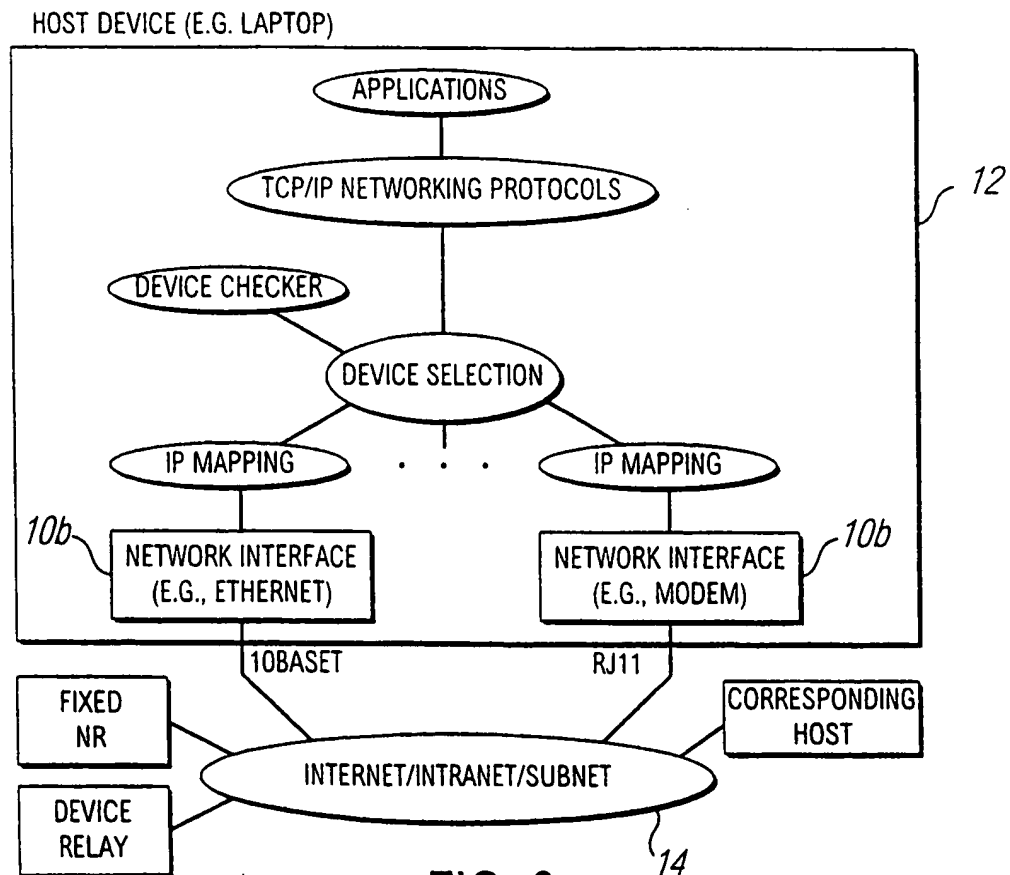 HOST DEVICE (E.G. LAPTOP)
APPLICATIONS
TCP/IP NETWORKING PROTOCOLS
12
DEVICE CHECKER
DEVICE SELECTION
IP MAPPING
. . .
IP MAPPING
10b
NETWORK INTERFACE
(E.G., ETHERNET)
NETWORK INTERFACE
(E.G., MODEM)
10b
10BASET
RJ11
FIXED
NR
CORRESPONDING
HOST
INTERNET/INTRANET/SUBNET
DEVICE
RELAY
14